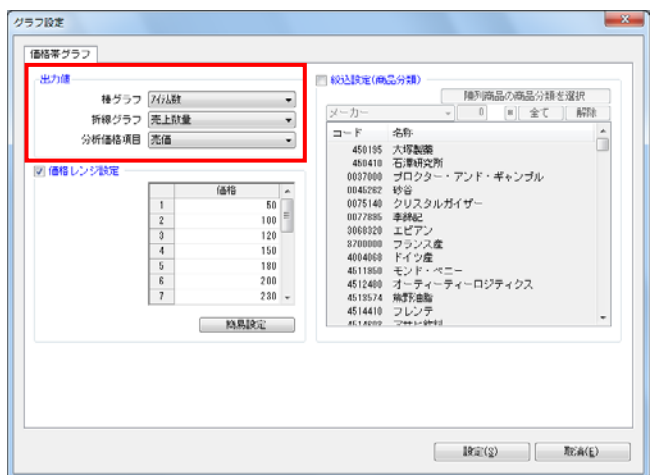 グラフ設定
価格帯グラフ
出力値
棒グラフ アイテム数
折線グラフ 売上数量
分析価格項目 売価
価格レンジ設定
価格
1 50
2 100
3 120
4 150
5 180
6 200
7 230
簡易設定
絞込設定(商品分類)
陳列商品の商品分類を選択
メーカー 0 全て 解除
コード 名称
450195 大塚製薬
450410 石澤研究所
0037000 プロクター・アンド・ギャンブル
0045282 砂谷
0075140 クリスタルガイザー
0077895 李錦記
3068320 エビアン
3700000 フランス産
4004068 ドイツ産
4511850 モンド・ペニー
4512400 オーティーティーロジティクス
4513574 熊野油脂
4514410 フレンテ
設定(S) 取消(E)